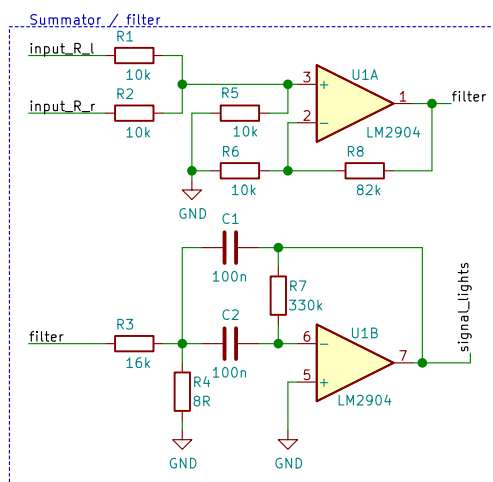 Summator / filter
R1
input_R_l
10k
U1A
R2
R5
3
+
1
filter
input_R_r
10k
10k
2
−
LM2904
R6
R8
10k
82k
GND
C1
100n
R7
330k
signal_lights
C2
U1B
filter
R3
6
−
7
16k
100n
R4
8R
5
+
LM2904
GND
GND